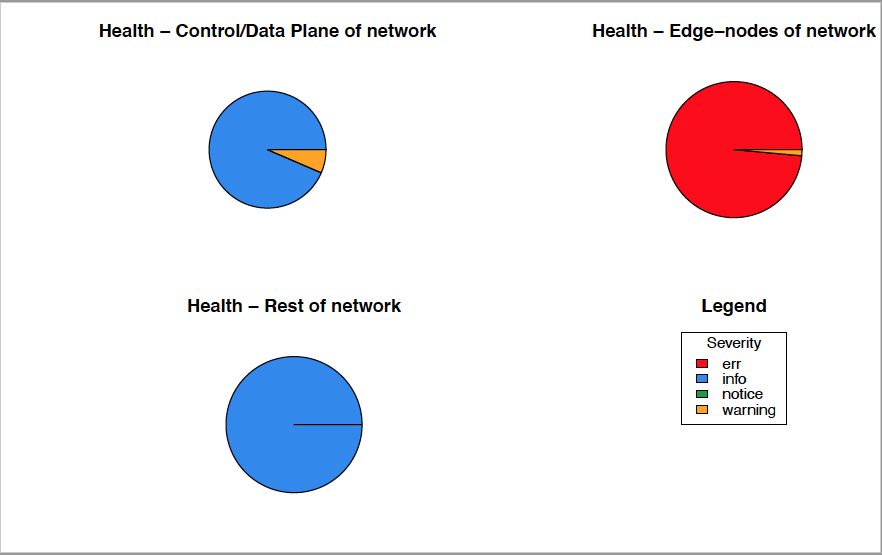 Health – Control/Data Plane of network
Health – Edge–nodes of network
Health – Rest of network
Legend
Severity
err
info
notice
warning